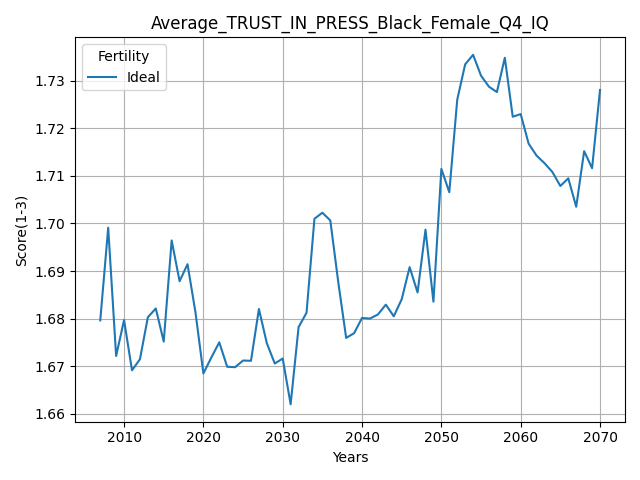 Average_TRUST_IN_PRESS_Black_Female_Q4_IQ
Fertility
Ideal
Score(1-3)
1.73
1.72
1.71
1.70
1.69
1.68
1.67
1.66
2010 2020 2030 2040 2050 2060 2070
Years